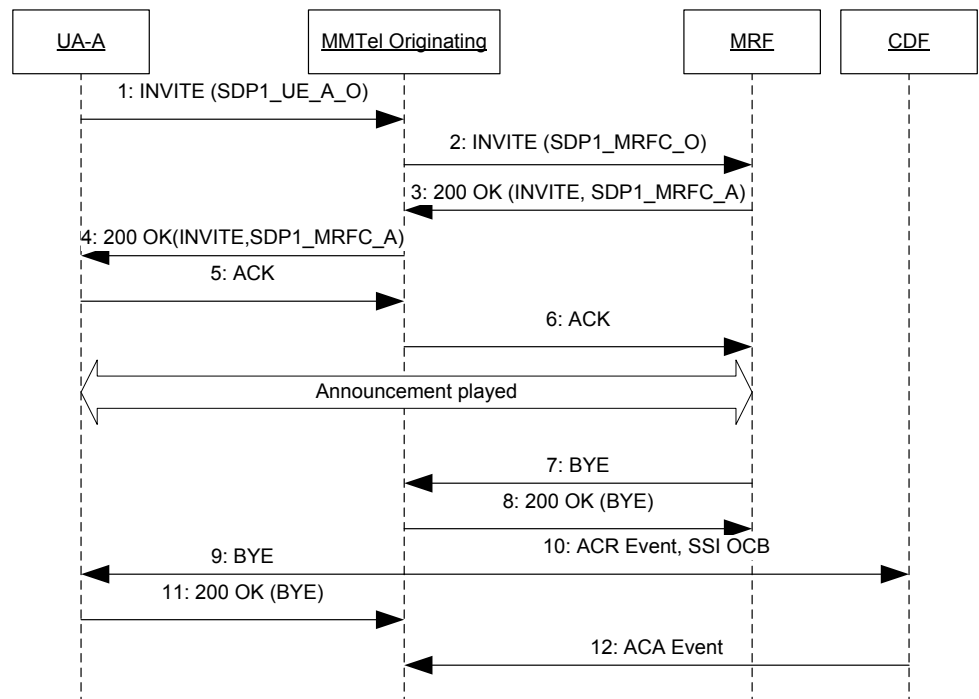 UA-A
MMTel Originating
MRF
CDF
1: INVITE (SDP1_UE_A_O)
2: INVITE (SDP1_MRFC_O)
3: 200 OK (INVITE, SDP1_MRFC_A)
4: 200 OK(INVITE,SDP1_MRFC_A)
5: ACK
6: ACK
Announcement played
7: BYE
8: 200 OK (BYE)
10: ACR Event, SSI OCB
9: BYE
11: 200 OK (BYE)
12: ACA Event